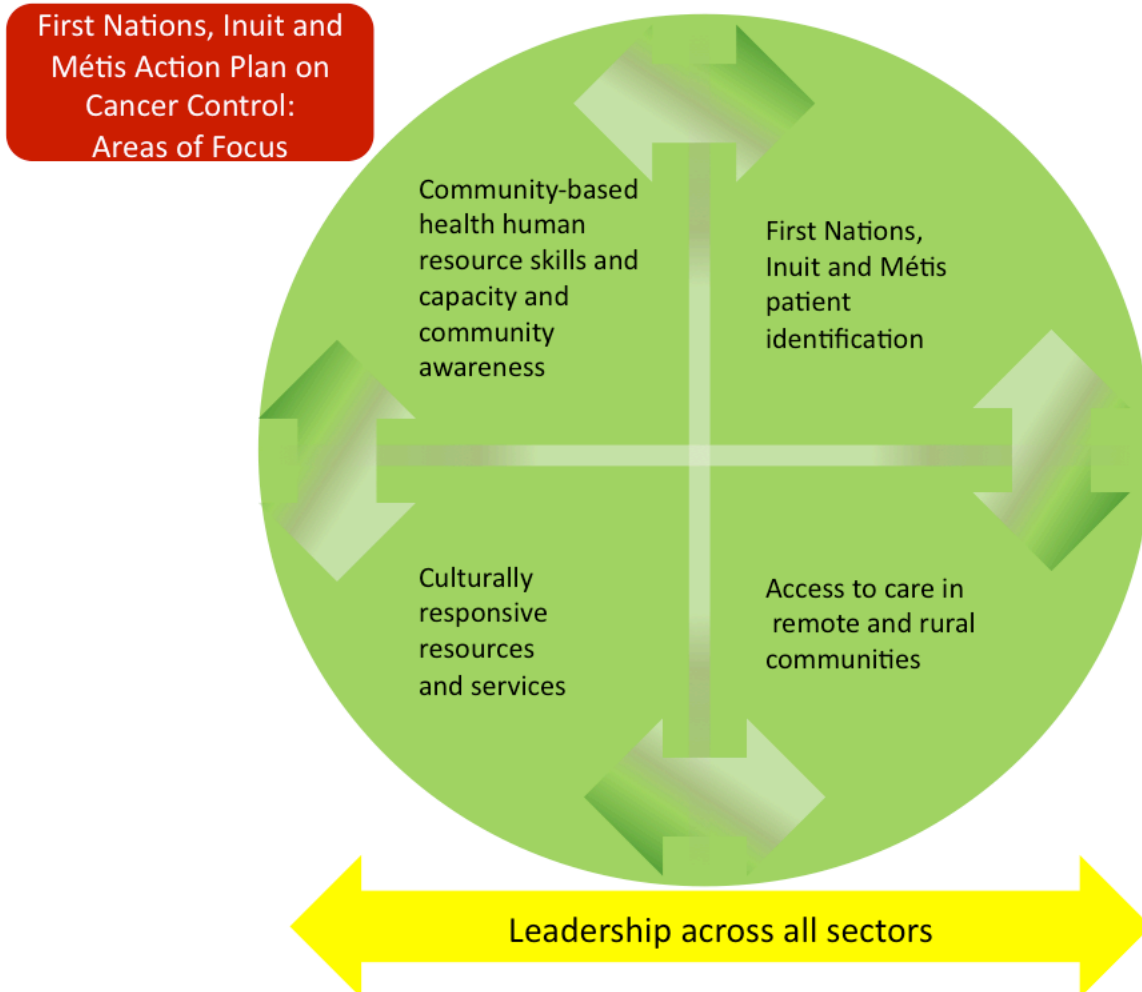 First Nations, Inuit and
Métis Action Plan on
Cancer Control:
Areas of Focus
Community-based
health human
resource skills and
capacity and
community
awareness
First Nations,
Inuit and Métis
patient
identification
Culturally
responsive
resources
and services
Access to care in
remote and rural
communities
Leadership across all sectors